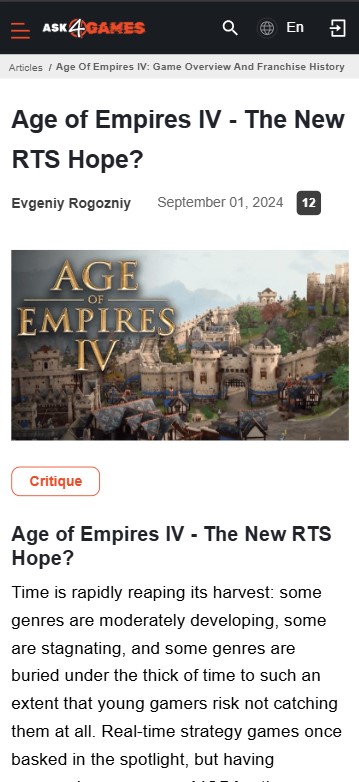 ASK4GAMES
En
Articles / Age Of Empires IV: Game Overview And Franchise History
Age of Empires IV - The New
RTS Hope?
Evgeniy Rogozniy September 01, 2024 12
AGE
OF
EMPIRES
IV
Critique
Age of Empires IV - The New RTS
Hope?
Time is rapidly reaping its harvest: some
genres are moderately developing, some
are stagnating, and some genres are
buried under the thick of time to such an
extent that young gamers risk not catching
them at all. Real-time strategy games once
basked in the spotlight, but having